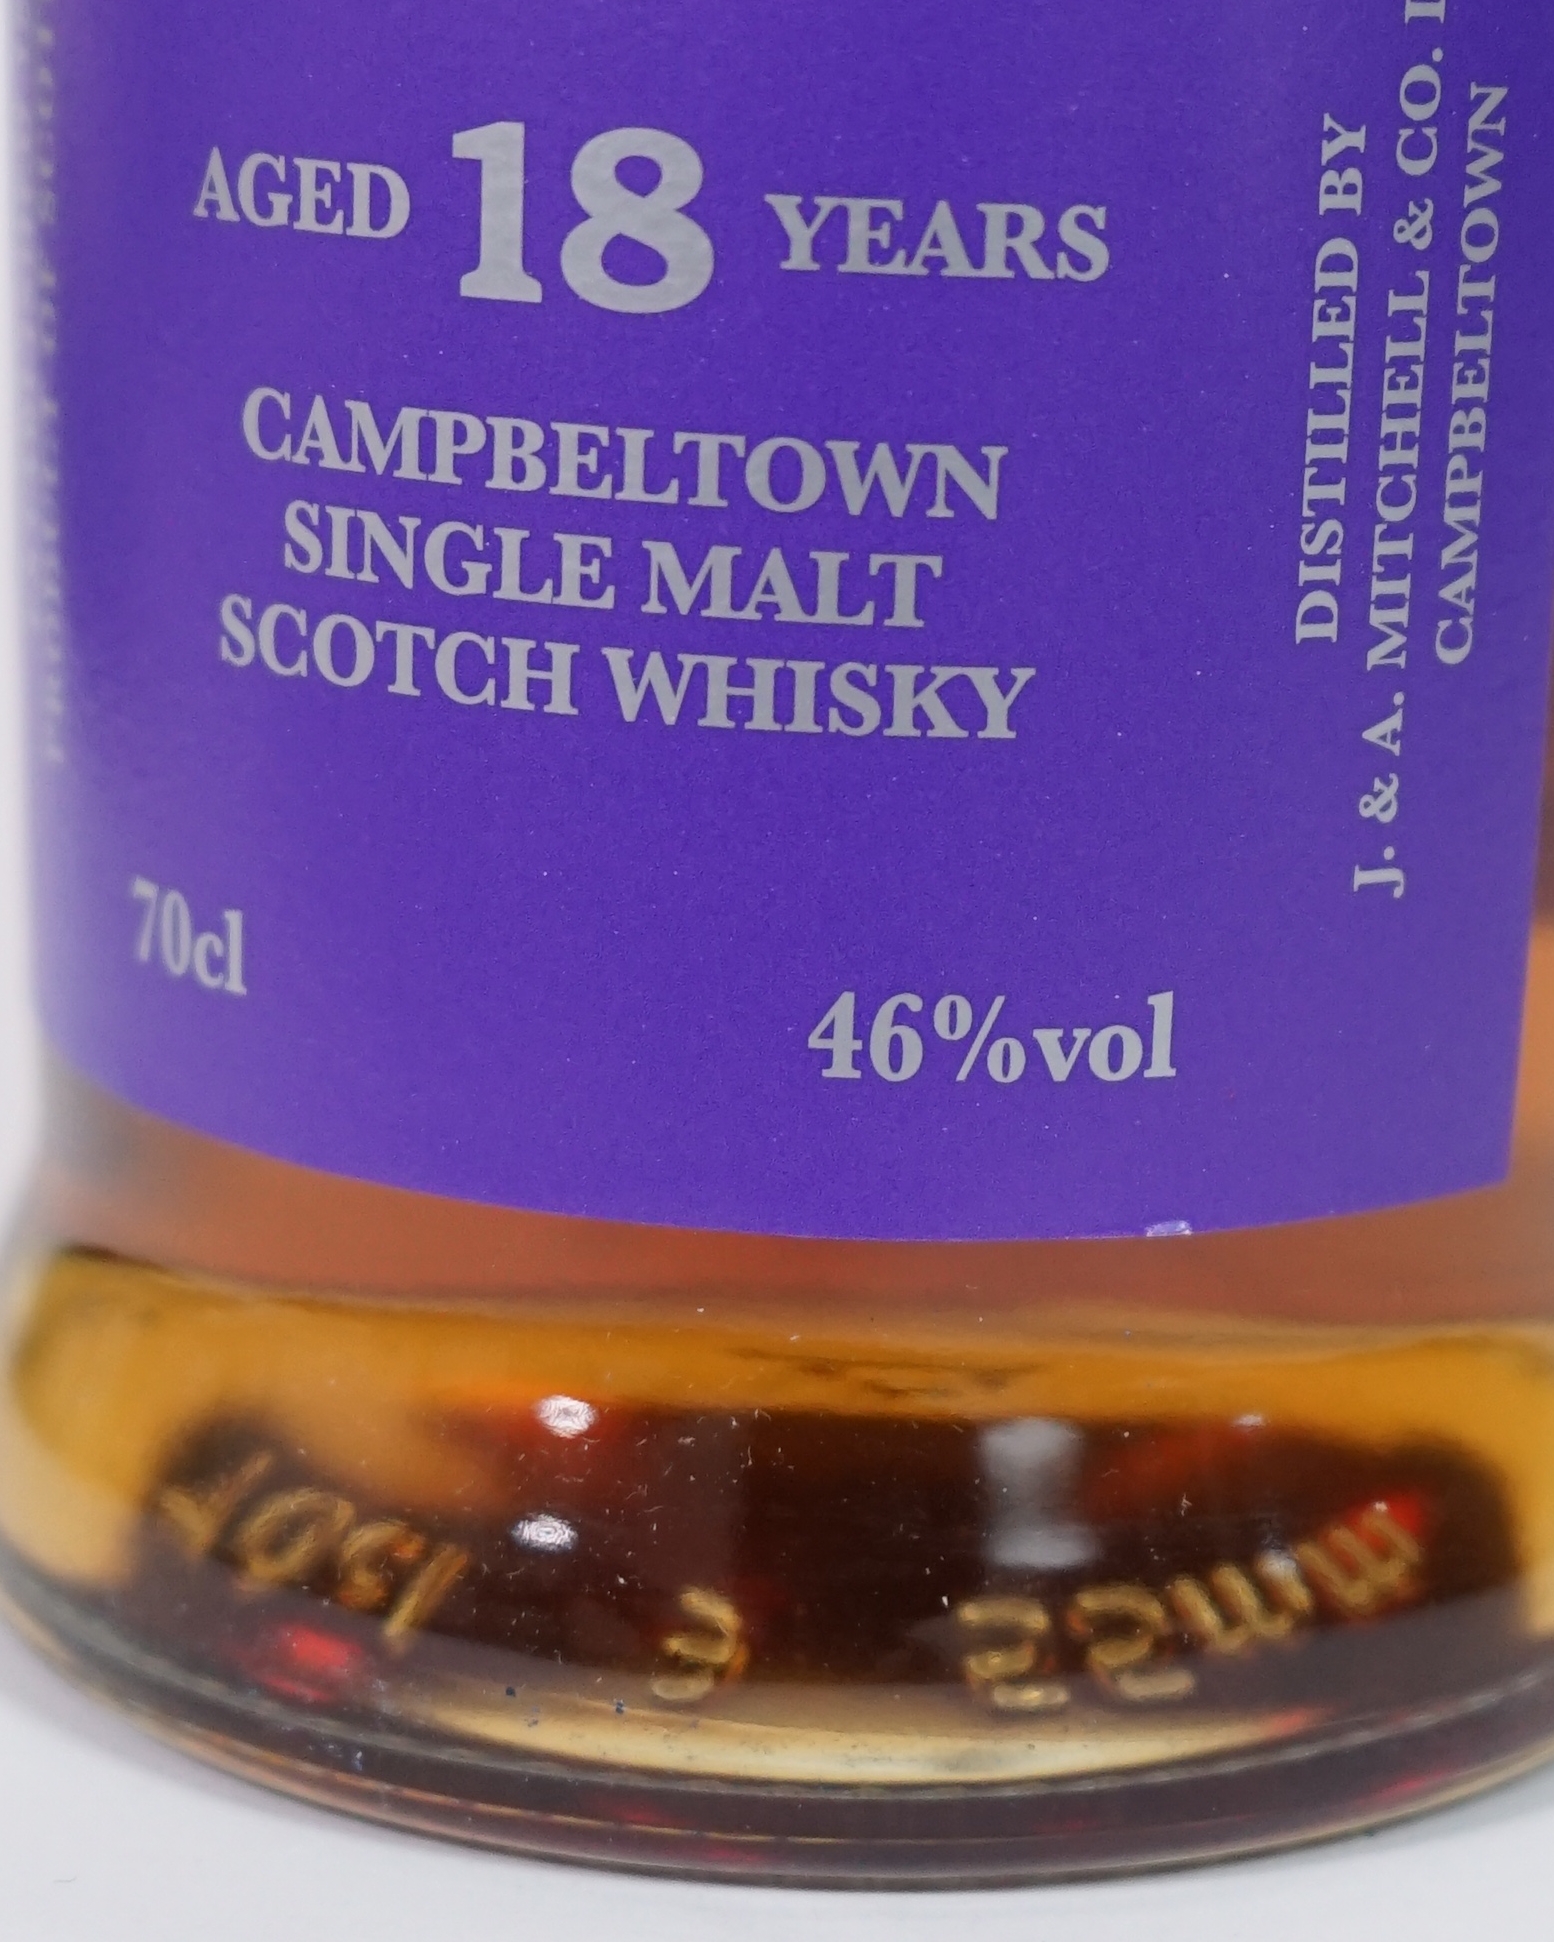 AGED 18 YEARS
CAMPBELTOWN
SINGLE MALT
SCOTCH WHISKY
70cl
46%vol
DISTILLED BY
J. & A. MITCHELL & CO.
CAMPBELTOWN